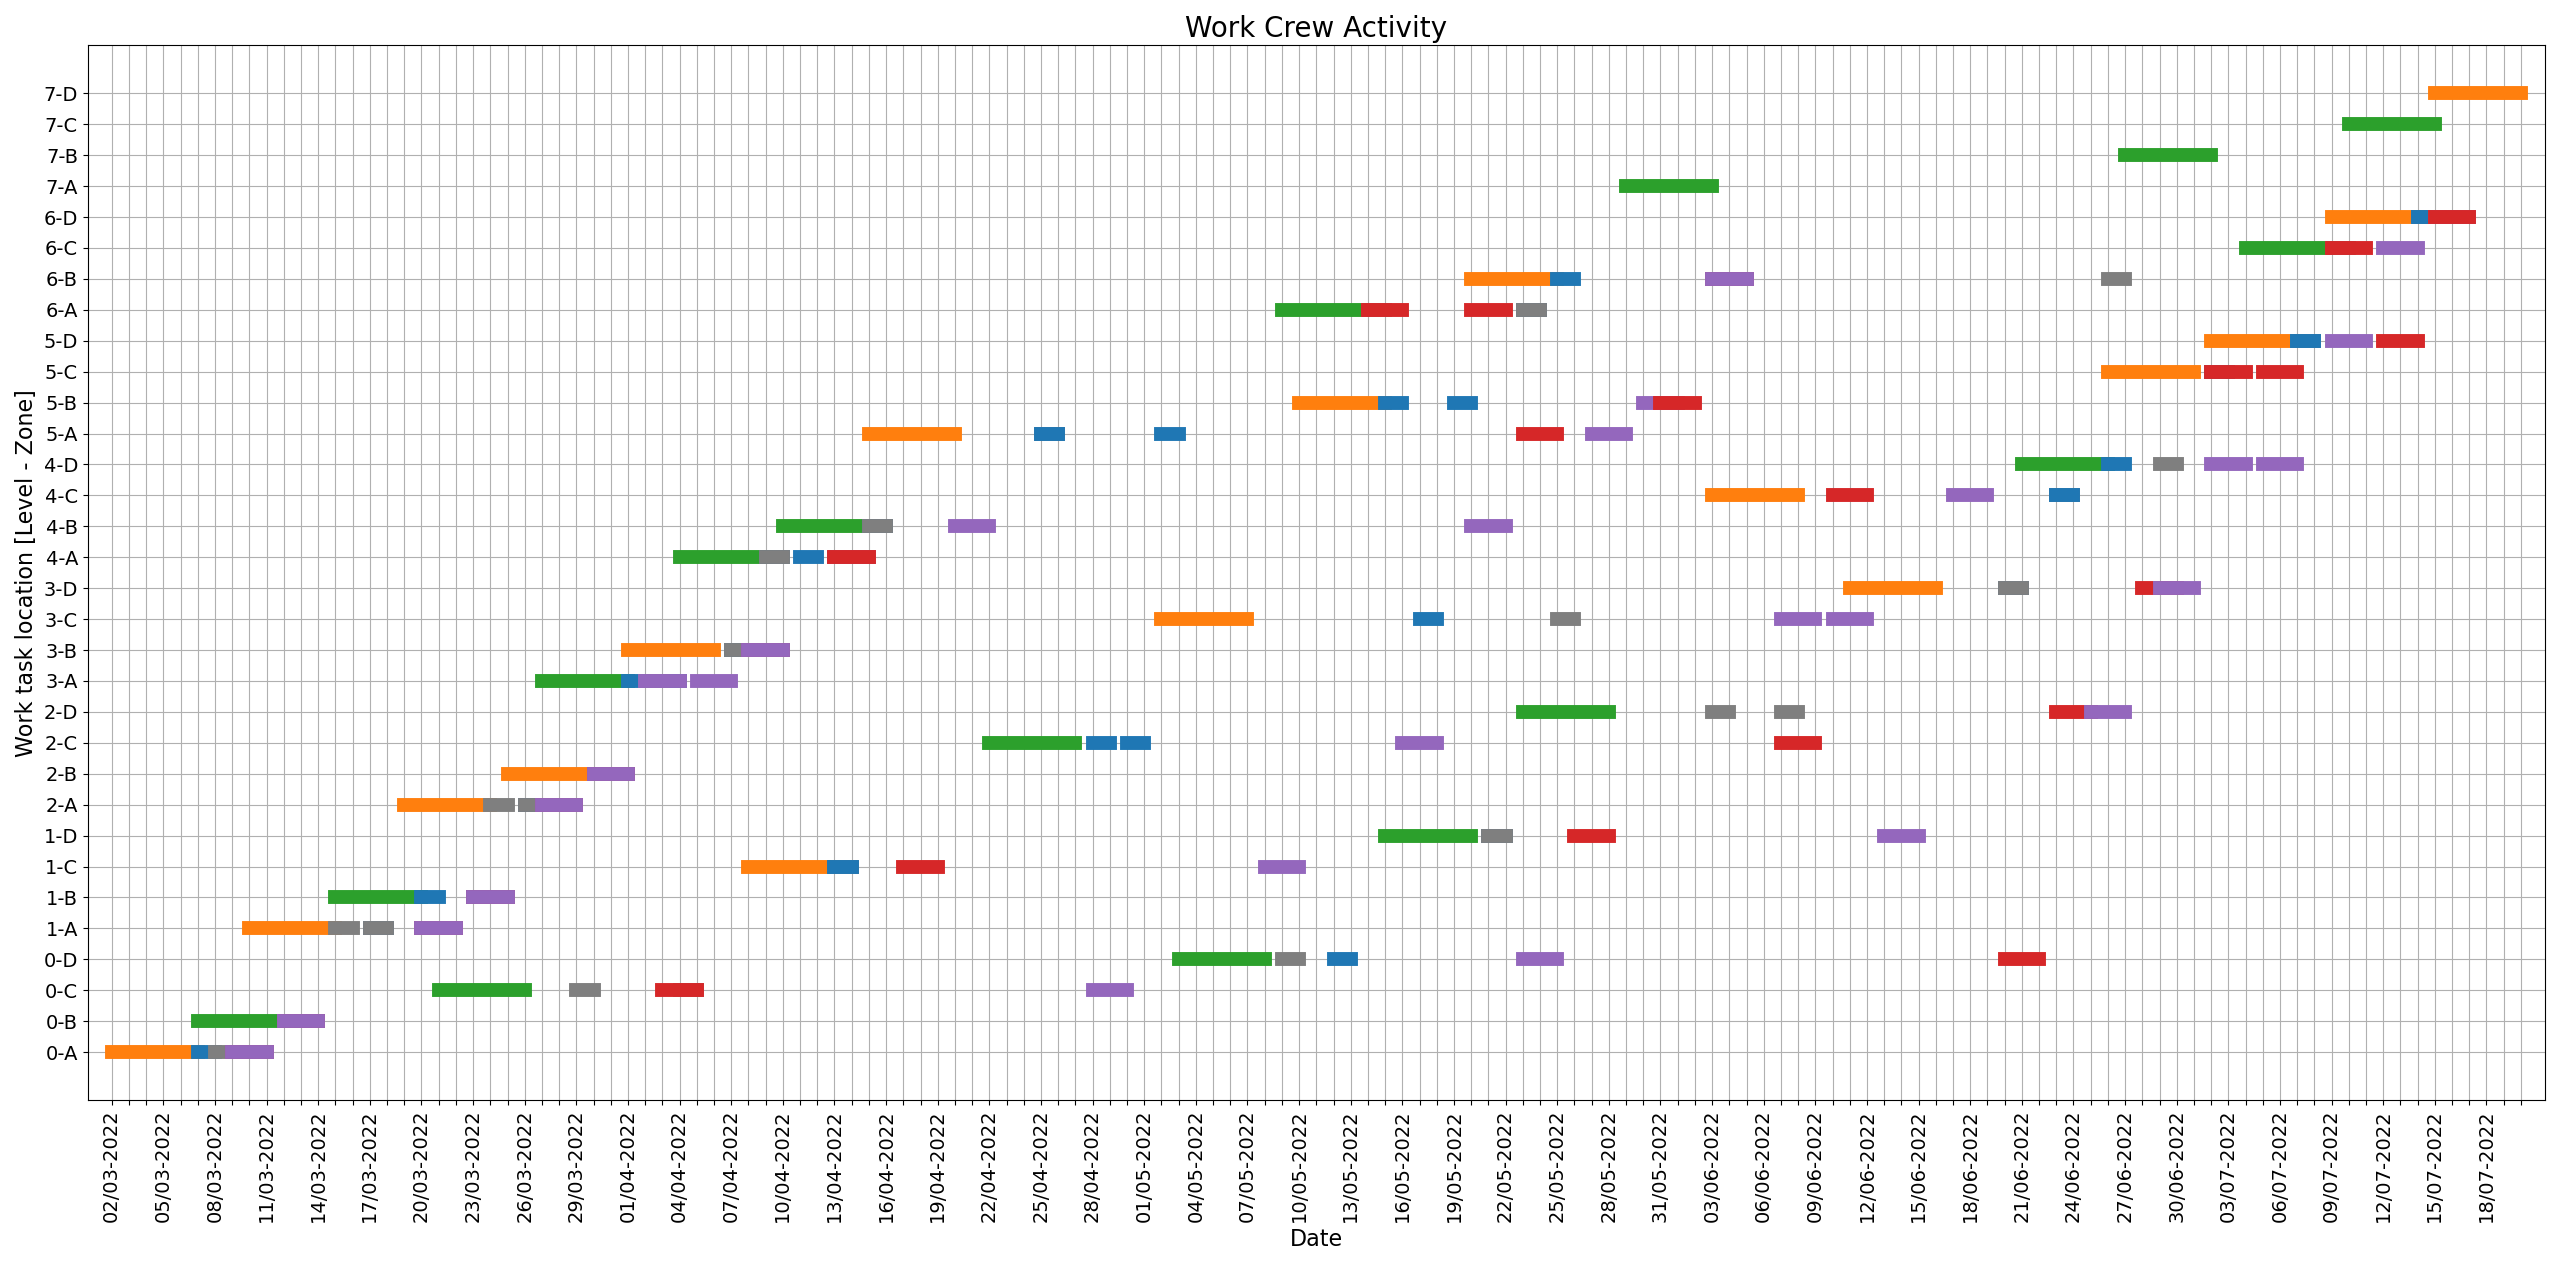 Work Crew Activity
Work task location [Level - Zone]
7-D
7-C
7-B
7-A
6-D
6-C
6-B
6-A
5-D
5-C
5-B
5-A
4-D
4-C
4-B
4-A
3-D
3-C
3-B
3-A
2-D
2-C
2-B
2-A
1-D
1-C
1-B
1-A
0-D
0-C
0-B
0-A
02/03-2022
05/03-2022
08/03-2022
11/03-2022
14/03-2022
17/03-2022
20/03-2022
23/03-2022
26/03-2022
29/03-2022
01/04-2022
04/04-2022
07/04-2022
10/04-2022
13/04-2022
16/04-2022
19/04-2022
22/04-2022
25/04-2022
28/04-2022
01/05-2022
04/05-2022
07/05-2022
10/05-2022
13/05-2022
16/05-2022
19/05-2022
22/05-2022
25/05-2022
28/05-2022
31/05-2022
03/06-2022
06/06-2022
09/06-2022
12/06-2022
15/06-2022
18/06-2022
21/06-2022
24/06-2022
27/06-2022
30/06-2022
03/07-2022
06/07-2022
09/07-2022
12/07-2022
15/07-2022
18/07-2022
Date